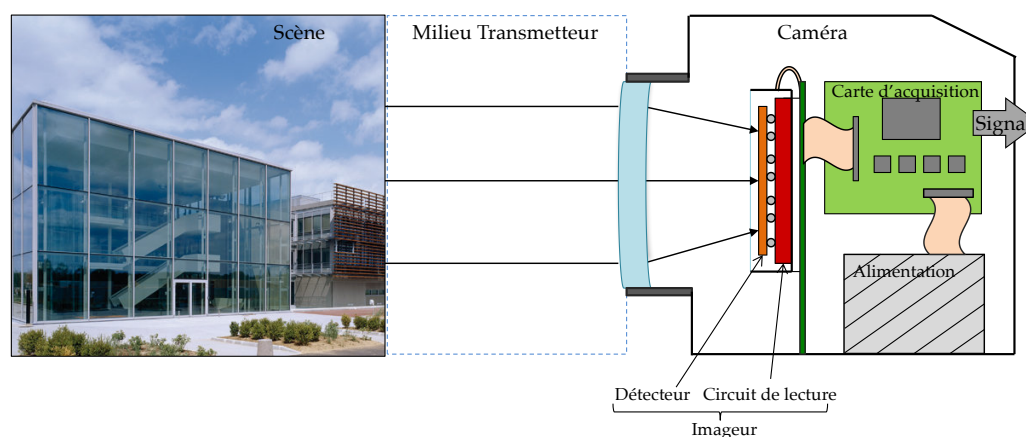 Scène
Milieu Transmetteur
Caméra
Carte d'acquisition
Signa
Alimentation
Détecteur
Circuit de lecture
Imageur